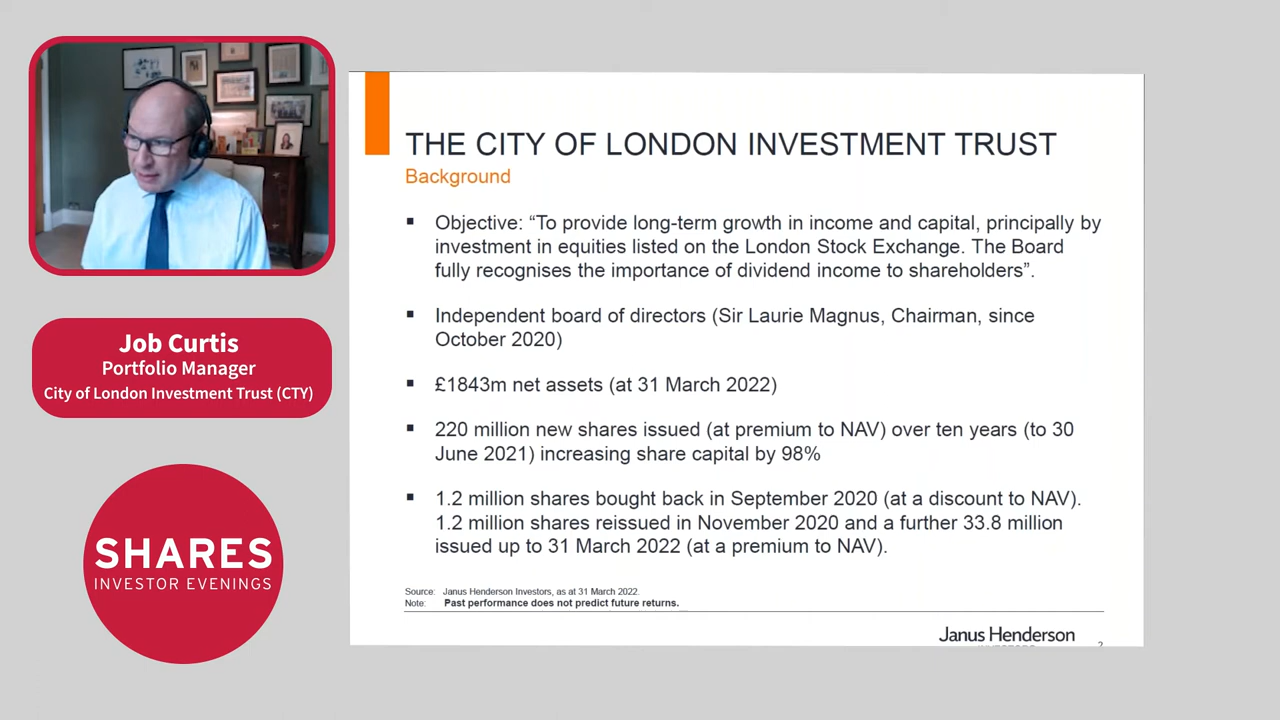 Job Curtis
Portfolio Manager
City of London Investment Trust (CTY)
SHARES
INVESTOR EVENINGS
THE CITY OF LONDON INVESTMENT TRUST
Background
▪ Objective: “To provide long-term growth in income and capital, principally by
investment in equities listed on the London Stock Exchange. The Board
fully recognises the importance of dividend income to shareholders”.
▪ Independent board of directors (Sir Laurie Magnus, Chairman, since
October 2020)
▪ £1843m net assets (at 31 March 2022)
▪ 220 million new shares issued (at premium to NAV) over ten years (to 30
June 2021) increasing share capital by 98%
▪ 1.2 million shares bought back in September 2020 (at a discount to NAV).
1.2 million shares reissued in November 2020 and a further 33.8 million
issued up to 31 March 2022 (at a premium to NAV).
Source: Janus Henderson Investors, as at 31 March 2022.
Note: Past performance does not predict future returns.
Janus Henderson